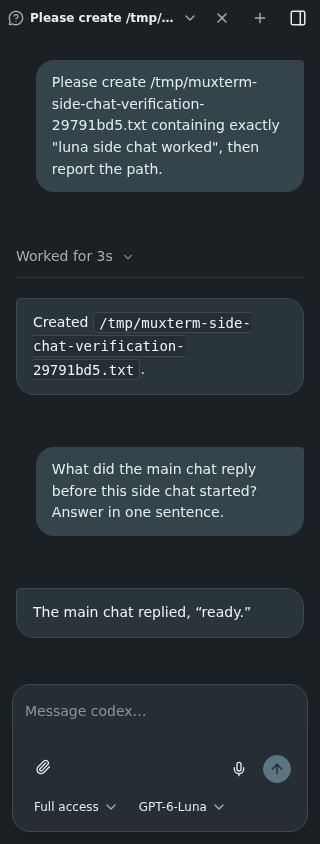 Please create /tmp/...
Please create /tmp/muxterm-
side-chat-verification-
29791bd5.txt containing exactly
"luna side chat worked", then
report the path.
Worked for 3s
Created /tmp/muxterm-side-
chat-verification-
29791bd5.txt.
What did the main chat reply
before this side chat started?
Answer in one sentence.
The main chat replied, “ready.”
Message codex...
Full access
GPT-6-Luna